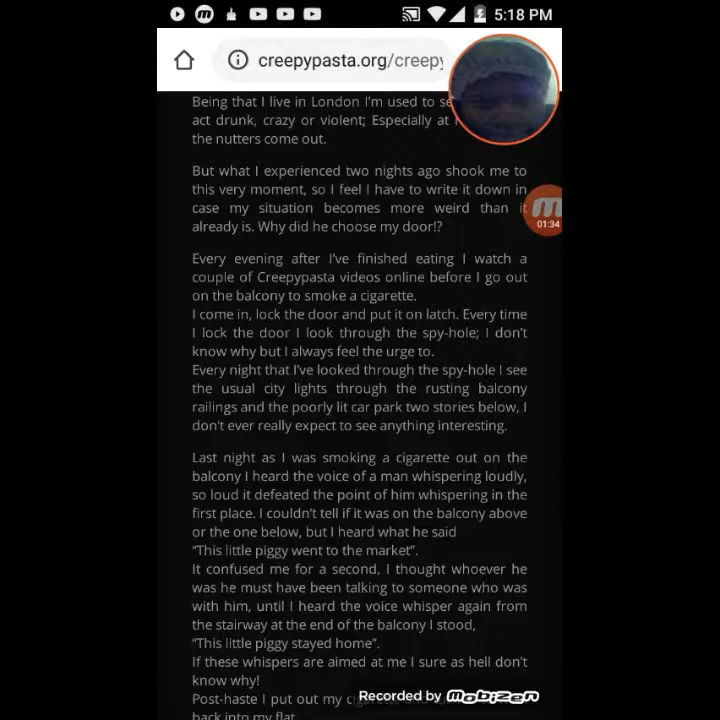 5:18 PM
creepypasta.org/creepy
Being that I live in London I'm used to se
act drunk, crazy or violent; Especially at
the nutters come out.
But what I experienced two nights ago shook me to
this very moment, so I feel I have to write it down in
case my situation becomes more weird than it
already is. Why did he choose my door!?
01:34
Every evening after I've finished eating I watch a
couple of Creepypasta videos online before I go out
on the balcony to smoke a cigarette.
I come in, lock the door and put it on latch. Every time
I lock the door I look through the spy-hole; I don't
know why but I always feel the urge to.
Every night that I've looked through the spy-hole I see
the usual city lights through the rusting balcony
railings and the poorly lit car park two stories below, I
don't ever really expect to see anything interesting.
Last night as I was smoking a cigarette out on the
balcony I heard the voice of a man whispering loudly,
so loud it defeated the point of him whispering in the
first place. I couldn't tell if it was on the balcony above
or the one below, but I heard what he said
"This little piggy went to the market".
It confused me for a second, I thought whoever he
was he must have been talking to someone who was
with him, until I heard the voice whisper again from
the stairway at the end of the balcony I stood,
"This little piggy stayed home".
If these whispers are aimed at me I sure as hell don't
know why!
Post-haste I put out my
Recorded by Mobizen
back into my flat